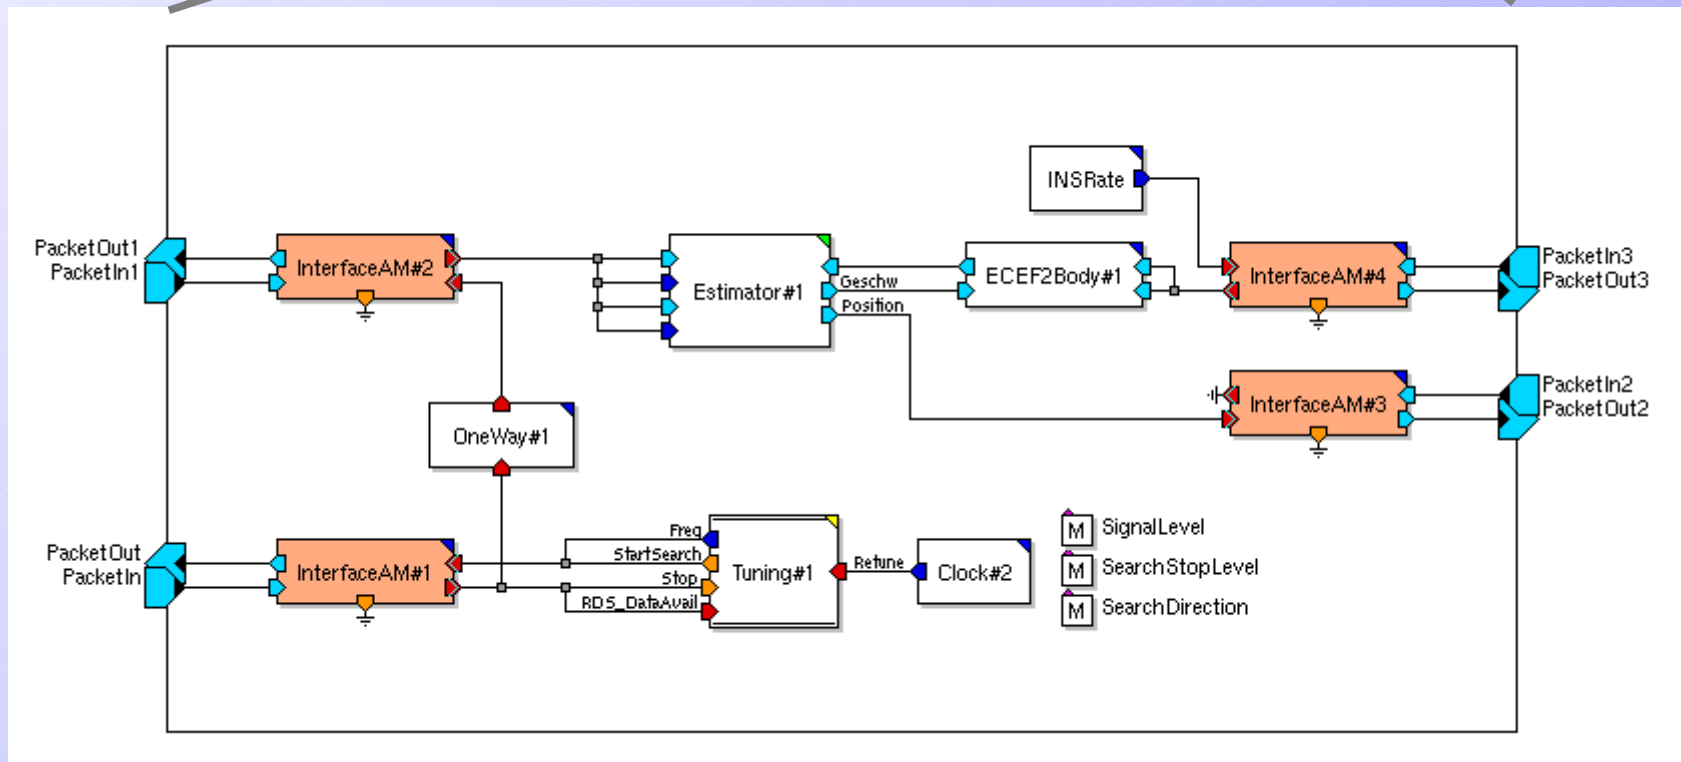 INSRate
PacketOut1
PacketIn1
InterfaceAM#2
Estimator#1
Geschw
Position
ECEF2Body#1
InterfaceAM#4
PacketIn3
PacketOut3
InterfaceAM#3
PacketIn2
PacketOut2
OneWay#1
PacketOut
PacketIn
InterfaceAM#1
Freq
StartSearch
Stop
RDS_DataAvail
Tuning#1
Retune
Clock#2
M SignalLevel
M SearchStopLevel
M SearchDirection